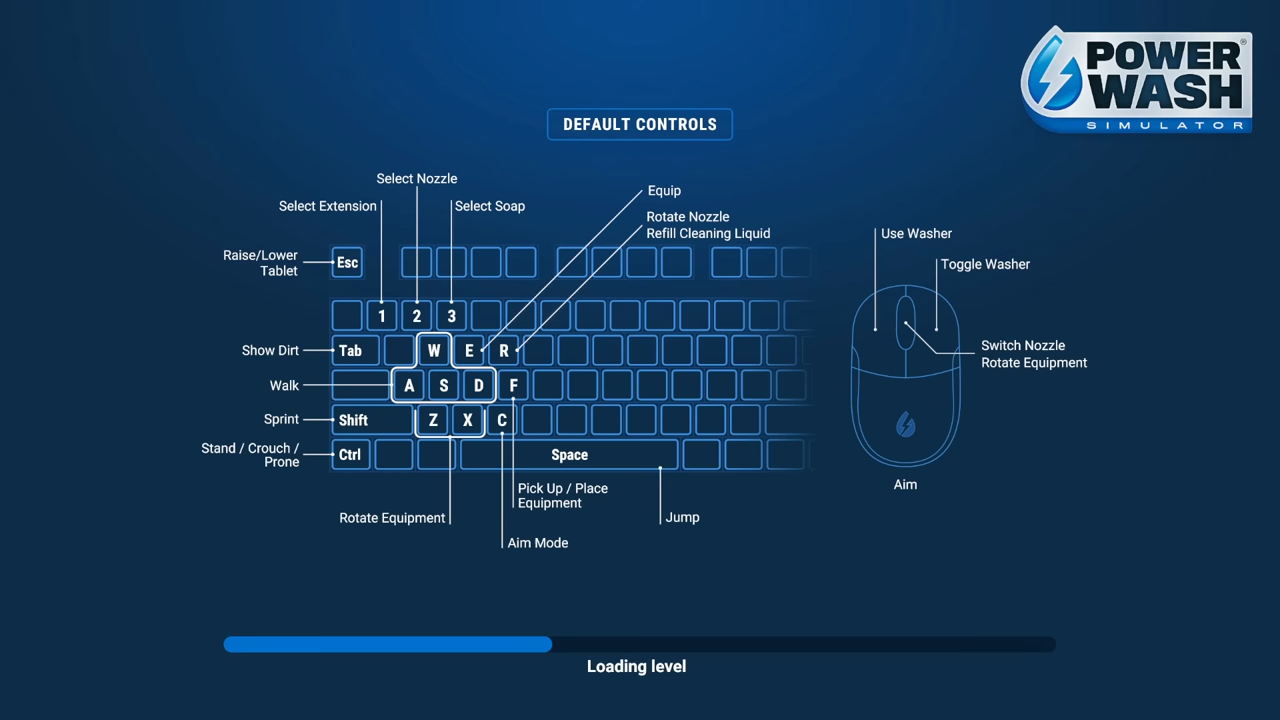 POWER
WASH
SIMULATOR
DEFAULT CONTROLS
Select Nozzle
Select Extension
Select Soap
Equip
Rotate Nozzle
Refill Cleaning Liquid
Raise/Lower
Tablet
Esc
1 2 3
Show Dirt
Tab W E R
Walk
A S D F
Sprint
Shift Z X C
Stand / Crouch /
Prone
Ctrl Space
Rotate Equipment
Pick Up / Place
Equipment
Aim Mode
Jump
Use Washer
Toggle Washer
Switch Nozzle
Rotate Equipment
Aim
Loading level